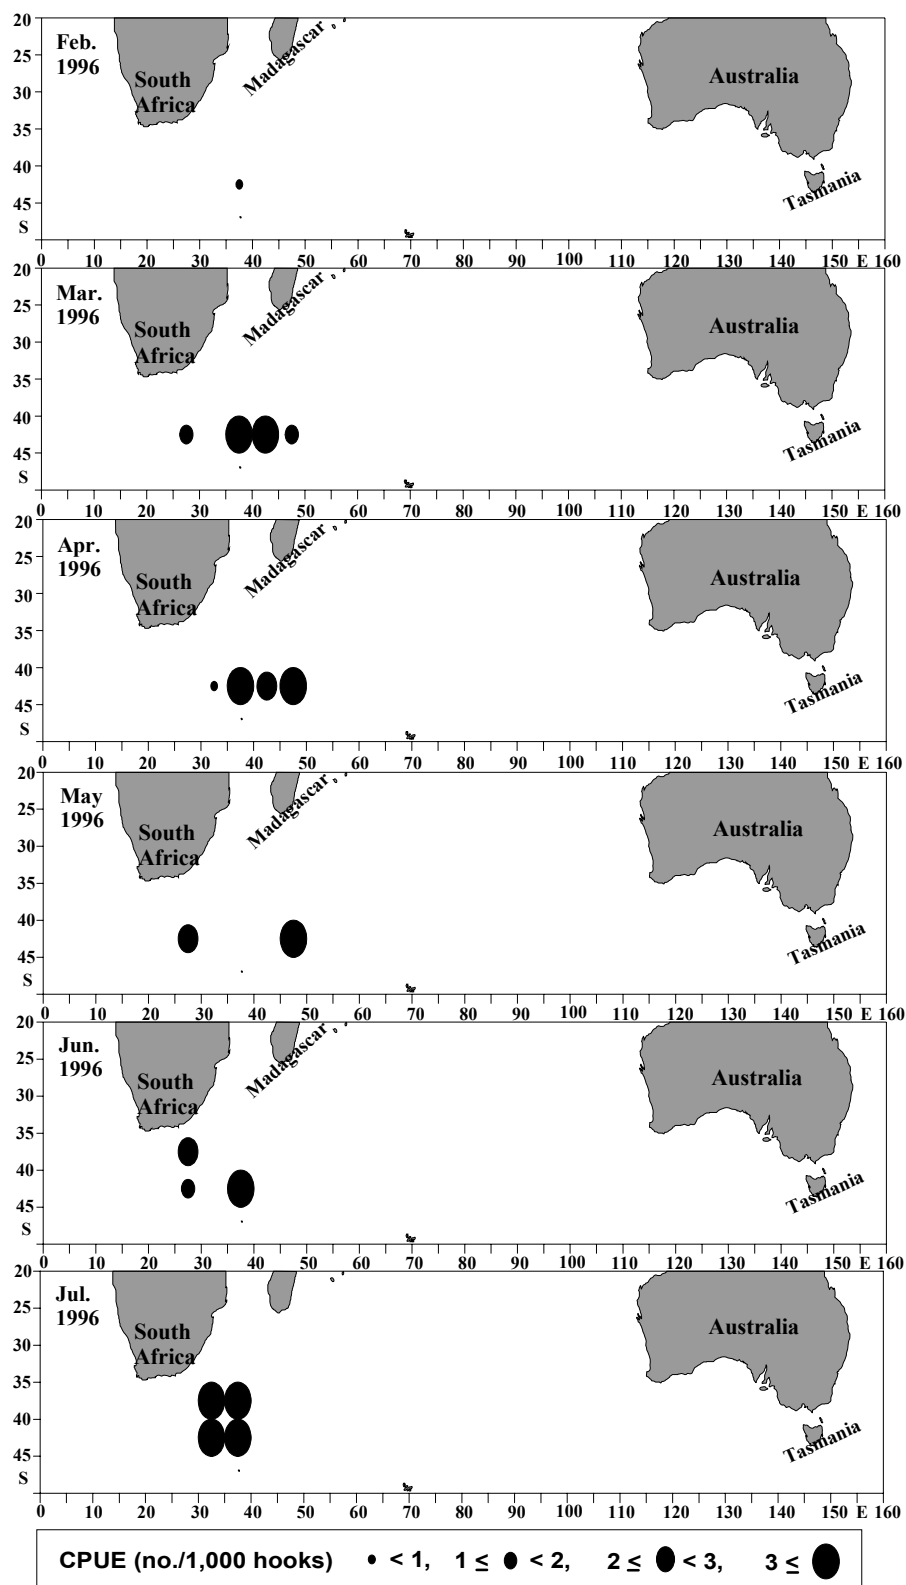 20
Feb.
1996
25
30
35
40
45
S
South
Africa
Madagascar
Australia
Tasmania
0 10 20 30 40 50 60 70 80 90 100 110 120 130 140 150 E 160
20
Mar.
1996
25
30
35
40
45
S
South
Africa
Madagascar
Australia
Tasmania
0 10 20 30 40 50 60 70 80 90 100 110 120 130 140 150 E 160
20
Apr.
1996
25
30
35
40
45
S
South
Africa
Madagascar
Australia
Tasmania
0 10 20 30 40 50 60 70 80 90 100 110 120 130 140 150 E 160
20
May
1996
25
30
35
40
45
S
South
Africa
Madagascar
Australia
Tasmania
0 10 20 30 40 50 60 70 80 90 100 110 120 130 140 150 E 160
20
Jun.
1996
25
30
35
40
45
S
South
Africa
Madagascar
Australia
Tasmania
0 10 20 30 40 50 60 70 80 90 100 110 120 130 140 150 E 160
20
Jul.
1996
25
30
35
40
45
S
South
Africa
Australia
Tasmania
0 10 20 30 40 50 60 70 80 90 100 110 120 130 140 150 E 160
CPUE (no./1,000 hooks) < 1, 1 ≤ < 2, 2 ≤ < 3, 3 ≤